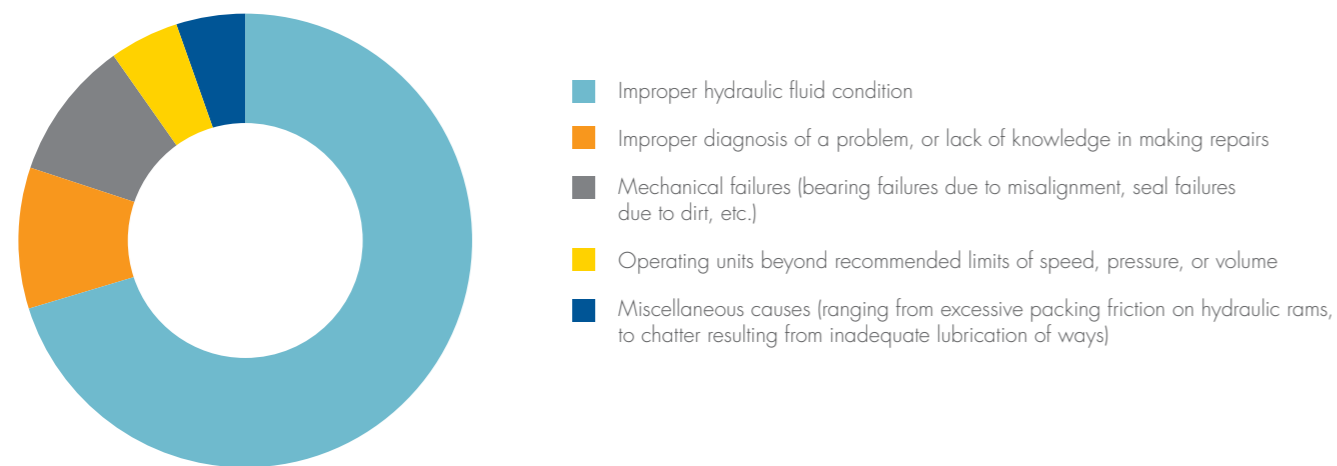 Improper hydraulic fluid condition
Improper diagnosis of a problem, or lack of knowledge in making repairs
Mechanical failures (bearing failures due to misalignment, seal failures
due to dirt, etc.)
Operating units beyond recommended limits of speed, pressure, or volume
Miscellaneous causes (ranging from excessive packing friction on hydraulic rams,
to chatter resulting from inadequate lubrication of ways)